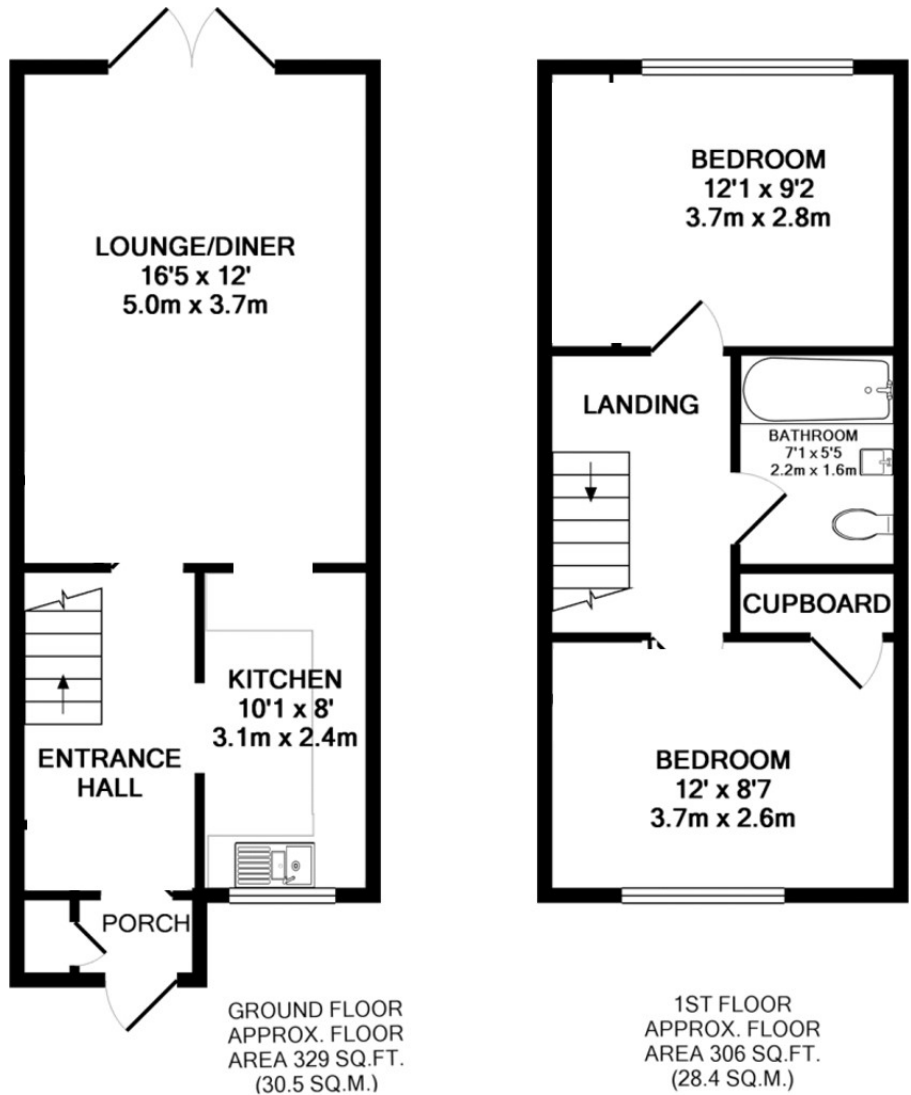 LOUNGE/DINER
16'5 x 12'
5.0m x 3.7m
KITCHEN
10'1 x 8'
3.1m x 2.4m
ENTRANCE
HALL
PORCH
GROUND FLOOR
APPROX. FLOOR
AREA 329 SQ.FT.
(30.5 SQ.M.)
BEDROOM
12'1 x 9'2
3.7m x 2.8m
LANDING
BATHROOM
7'1 x 5'5
2.2m x 1.6m
CUPBOARD
BEDROOM
12' x 8'7
3.7m x 2.6m
1ST FLOOR
APPROX. FLOOR
AREA 306 SQ.FT.
(28.4 SQ.M.)